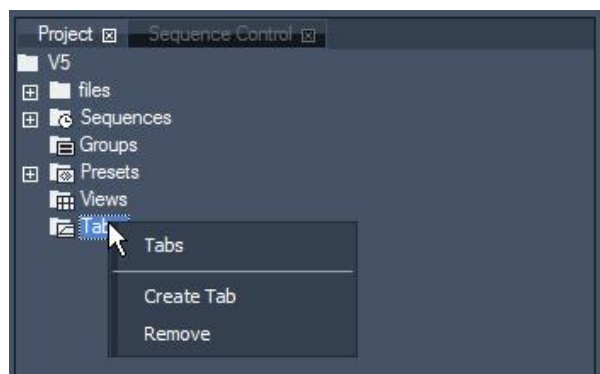 Project Sequence Control
V5
files
Sequences
Groups
Presets
Views
Tab
Tabs
Create Tab
Remove